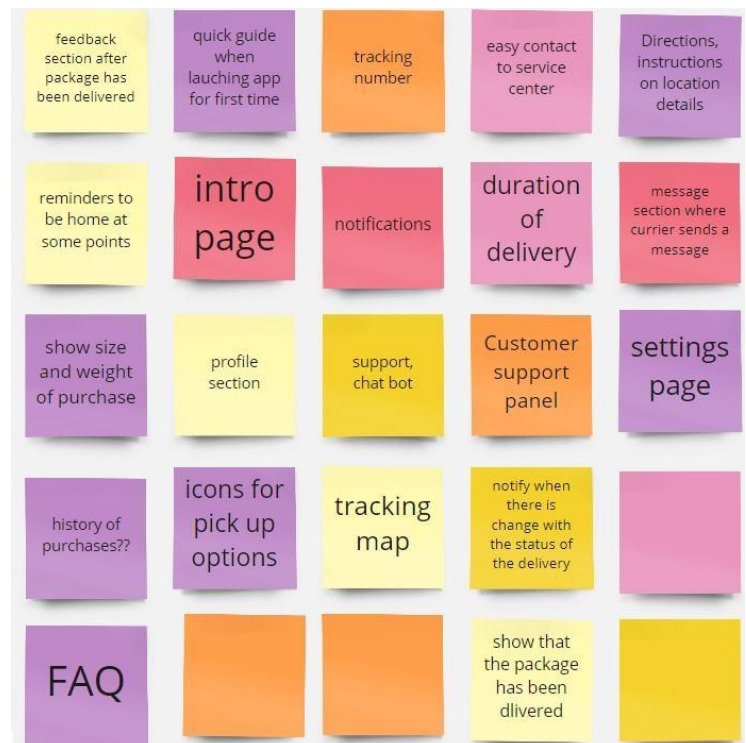 feedback
section after
package has
been delivered
quick guide
when
lauching app
for first time
tracking
number
easy contact
to service
center
Directions,
instructions
on location
details
reminders to
be home at
some points
intro
page
notifications
duration
of
delivery
message
section where
currier sends a
message
show size
and weight
of purchase
profile
section
support,
chat bot
Customer
support
panel
settings
page
history of
purchases??
icons for
pick up
options
tracking
map
notify when
there is
change with
the status of
the delivery
FAQ
show that
the package
has been
dlivered